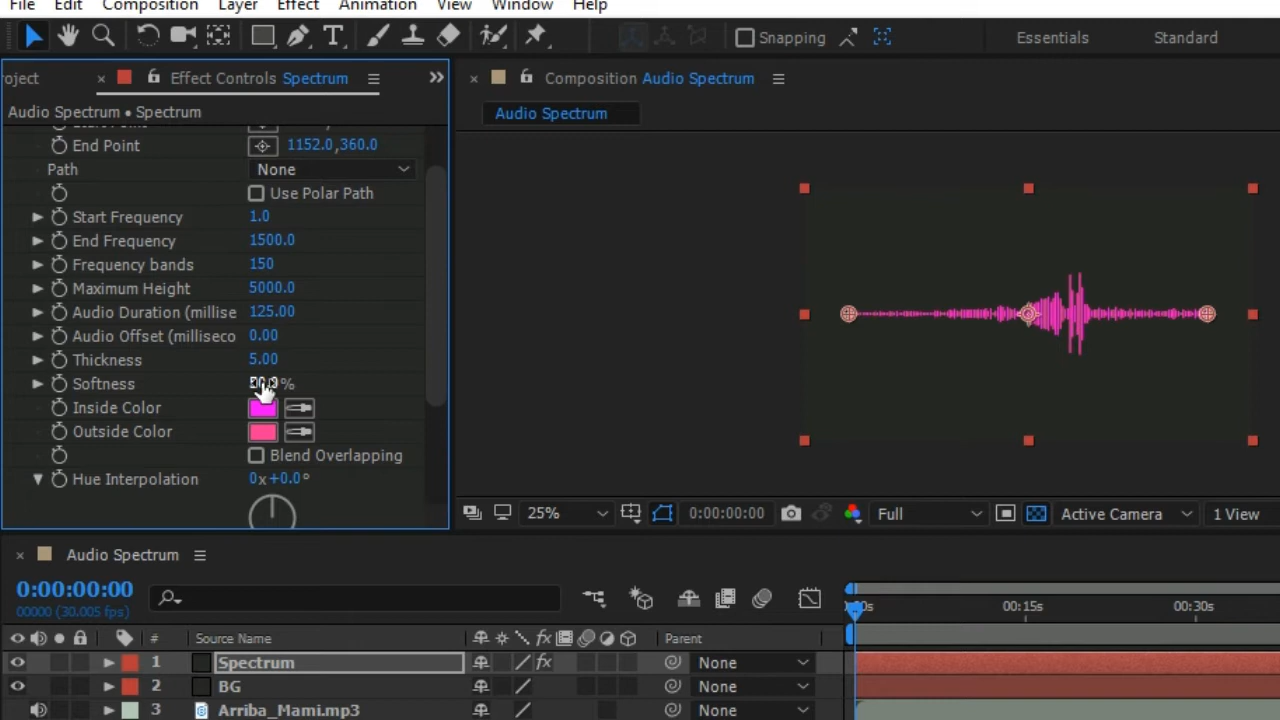 File Edit Composition Layer Effect Animation View Window Help
Snapping Essentials Standard
roject × Effect Controls Spectrum ≡ »
× Composition Audio Spectrum ≡
Audio Spectrum • Spectrum
Audio Spectrum
End Point 1152.0,360.0
Path None
Use Polar Path
Start Frequency 1.0
End Frequency 1500.0
Frequency bands 150
Maximum Height 5000.0
Audio Duration (millise 125.00
Audio Offset (milliseco 0.00
Thickness 5.00
Softness %
Inside Color
Outside Color
Blend Overlapping
Hue Interpolation 0x+0.0°
25% 0:00:00:00 Full Active Camera 1 View
× Audio Spectrum ≡
0:00:00:00
00000 (30.005 fps)
00s 00:15s 00:30s
# Source Name fx Parent
1 Spectrum fx None
2 BG None
3 Arriba_Mami.mp3 None